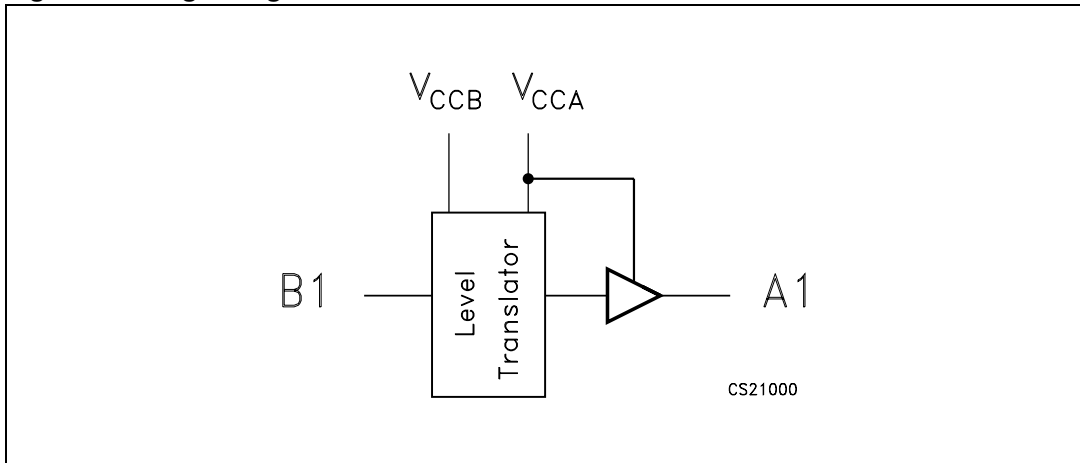 VCCB VCCA
B1
Level
Translator
A1
CS21000